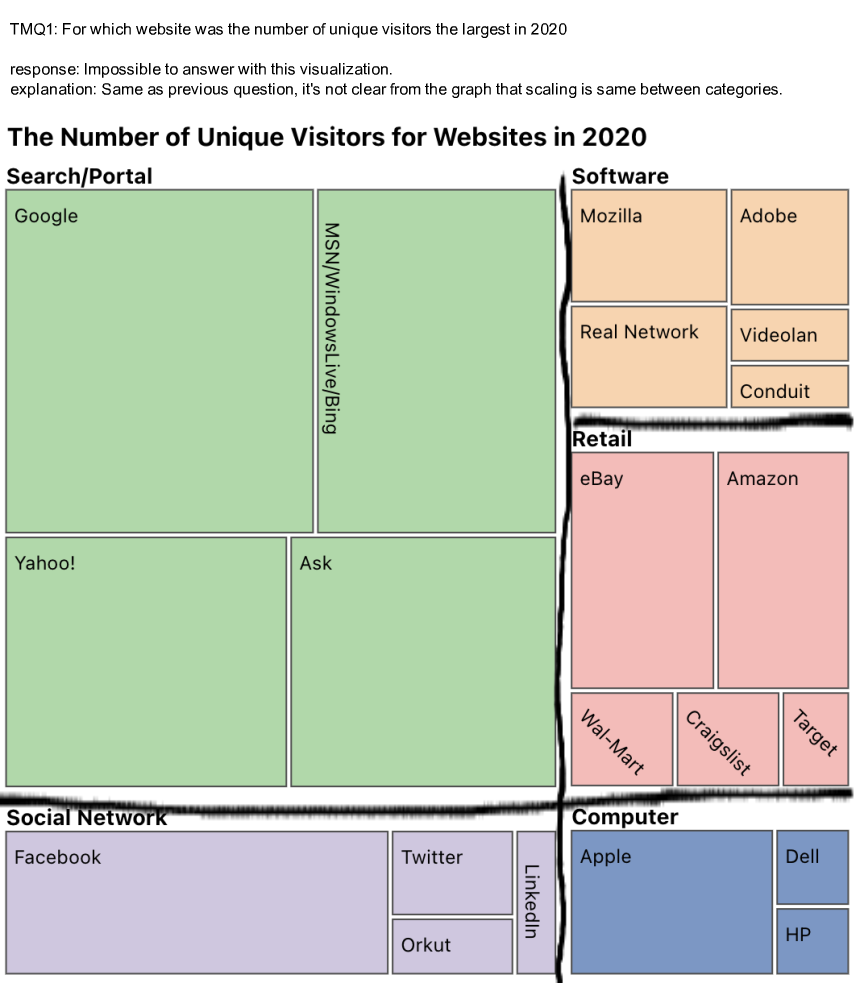 TMQ1: For which website was the number of unique visitors the largest in 2020
response: Impossible to answer with this visualization.
explanation: Same as previous question, it's not clear from the graph that scaling is same between categories.
The Number of Unique Visitors for Websites in 2020
Search/Portal
Google
MSN/WindowsLive/Bing
Yahoo!
Ask
Software
Mozilla
Adobe
Real Network
Videolan
Conduit
Retail
eBay
Amazon
Wal-Mart
Craigslist
Target
Social Network
Facebook
Twitter
Orkut
LinkedIn
Computer
Apple
Dell
HP